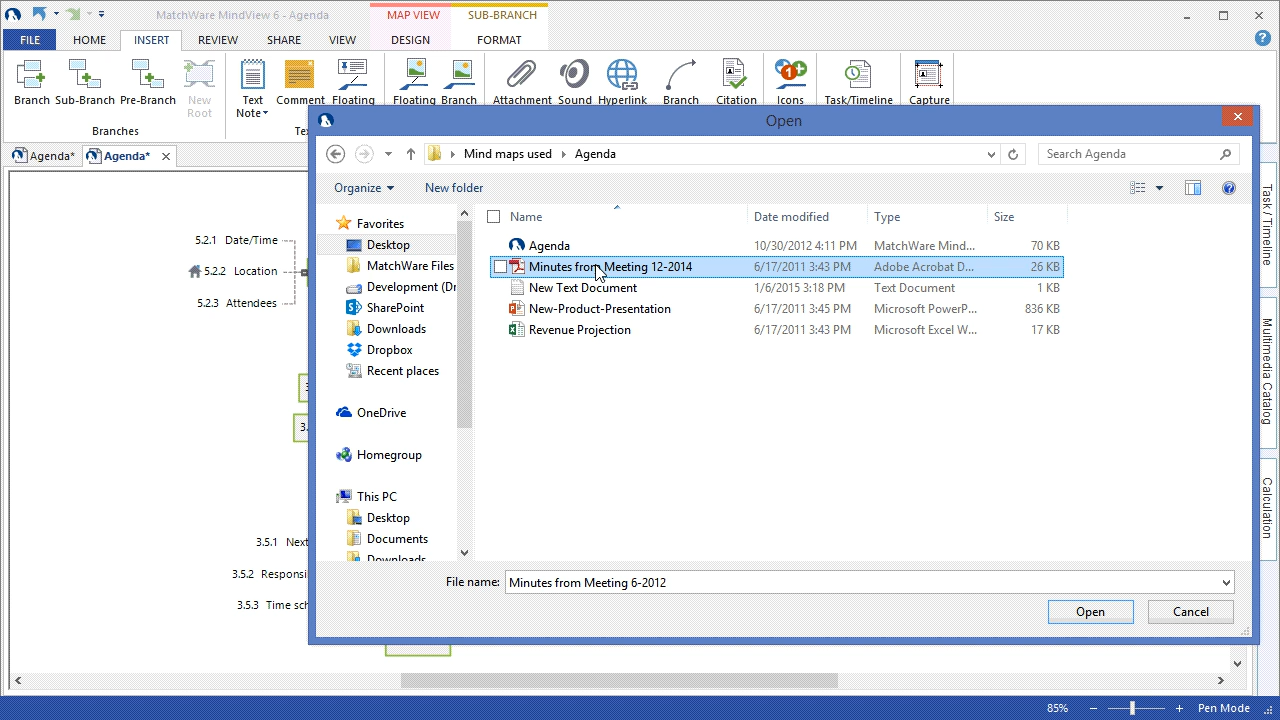 MatchWare MindView 6 - Agenda
MAP VIEW
SUB-BRANCH
FILE
HOME
INSERT
REVIEW
SHARE
VIEW
DESIGN
FORMAT
Branch
Sub-Branch
Pre-Branch
New Root
Text Note
Comment
Floating
Floating
Branch
Attachment
Sound
Hyperlink
Branch
Citation
Icons
Task/Timeline
Capture
Branches
Agenda*
Agenda*
Open
Mind maps used
Agenda
Search Agenda
Organize
New folder
Name
Date modified
Type
Size
Favorites
Desktop
MatchWare Files
Development (Dr
SharePoint
Downloads
Dropbox
Recent places
OneDrive
Homegroup
This PC
Desktop
Documents
Downloads
Agenda 10/30/2012 4:11 PM MatchWare Mind... 70 KB
Minutes from Meeting 12-2014 6/17/2011 3:43 PM Adobe Acrobat D... 26 KB
New Text Document 1/6/2015 3:18 PM Text Document 1 KB
New-Product-Presentation 6/17/2011 3:45 PM Microsoft PowerP... 836 KB
Revenue Projection 6/17/2011 3:43 PM Microsoft Excel W... 17 KB
File name: Minutes from Meeting 6-2012
Open
Cancel
5.2.1 Date/Time
5.2.2 Location
5.2.3 Attendees
3.5.1 Next
3.5.2 Responsi
3.5.3 Time sch
Task / Timeline
Multimedia Catalog
Calculation
85%
Pen Mode